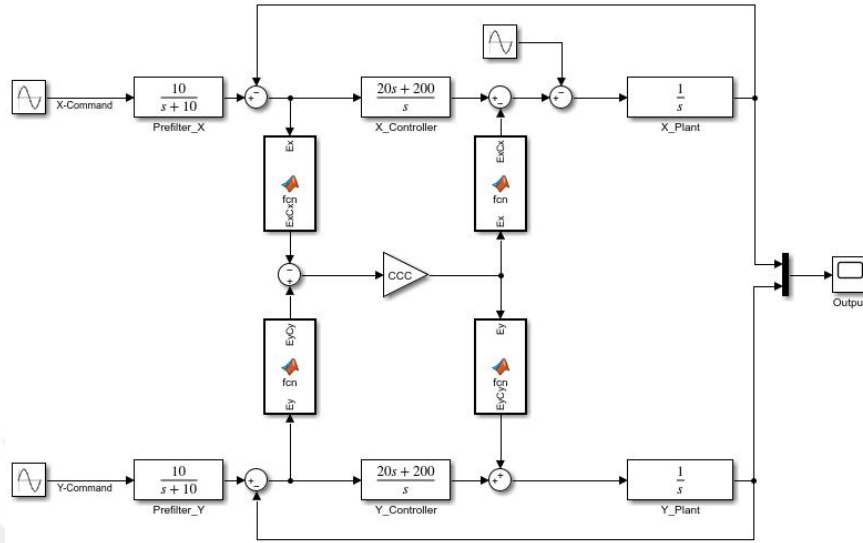 X-Command
10
s + 10
Prefilter_X
+
−
20s + 200
s
X_Controller
+
−
+
−
1
s
X_Plant
Ex
fcn
ExCx
ExCx
fcn
Ex
−
+
CCC
Output
EyCy
fcn
Ey
Ey
fcn
EyCy
Y-Command
10
s + 10
Prefilter_Y
+
−
20s + 200
s
Y_Controller
+
+
1
s
Y_Plant